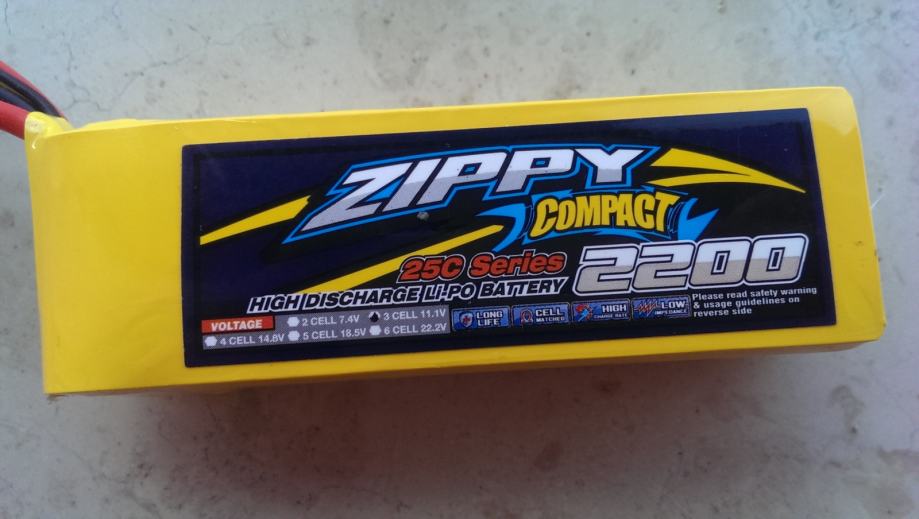 ZIPPY
COMPACT
25C Series 2200
HIGH DISCHARGE Li-PO BATTERY
VOLTAGE 2 CELL 7.4V 3 CELL 11.1V
4 CELL 14.8V 5 CELL 18.5V 6 CELL 22.2V
LONG LIFE
CELL MATCHED
HIGH CHARGE RATE
LOW IMPEDANCE
Please read safety warning
& usage guidelines on
reverse side